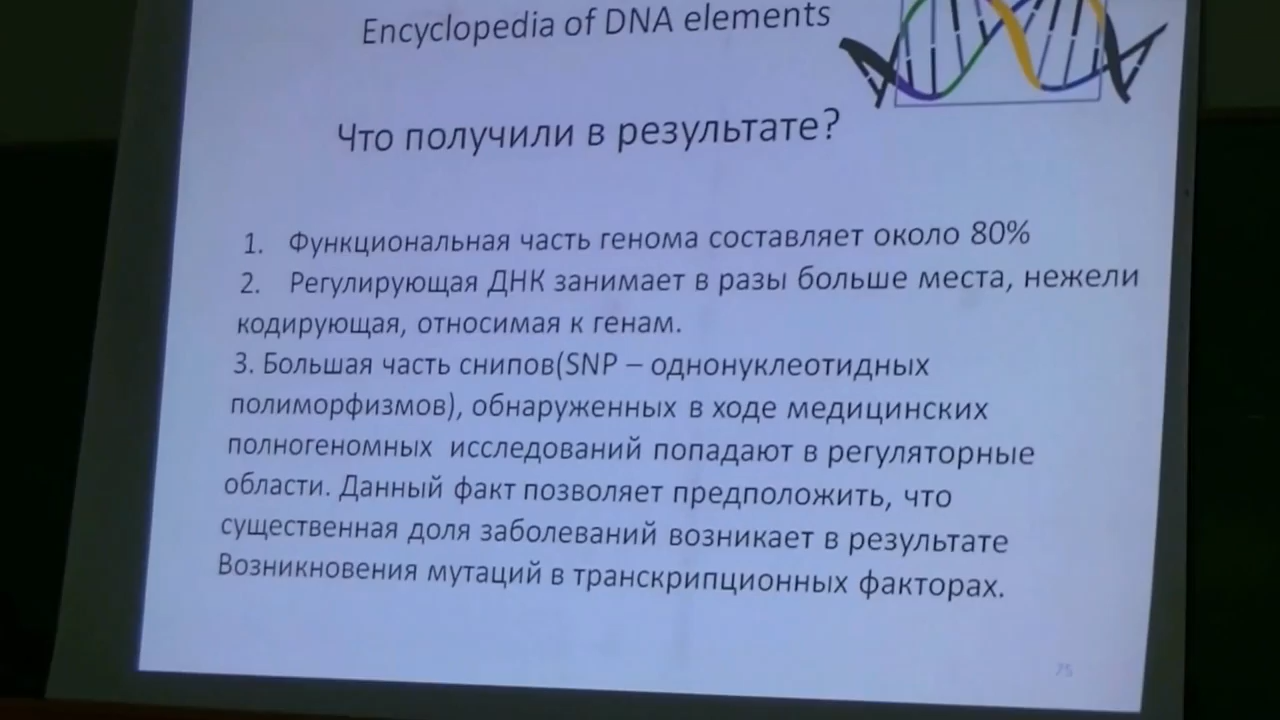 Encyclopedia of DNA elements
Что получили в результате?
1. Функциональная часть генома составляет около 80%
2. Регулирующая ДНК занимает в разы больше места, нежели
кодирующая, относимая к генам.
3. Большая часть снипов(SNP – однонуклеотидных
полиморфизмов), обнаруженных в ходе медицинских
полногеномных исследований попадают в регуляторные
области. Данный факт позволяет предположить, что
существенная доля заболеваний возникает в результате
Возникновения мутаций в транскрипционных факторах.
75